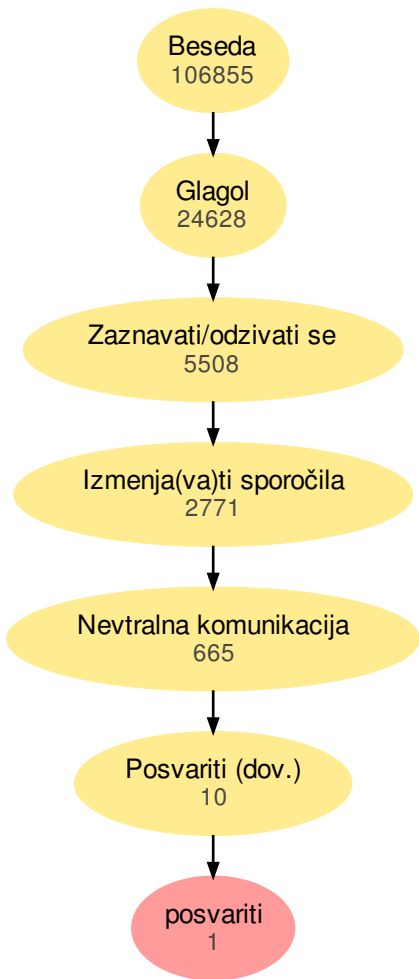 Beseda
106855
Glagol
24628
Zaznavati/odzivati se
5508
Izmenja(va)ti sporočila
2771
Nevtralna komunikacija
665
Posvariti (dov.)
10
posvariti
1